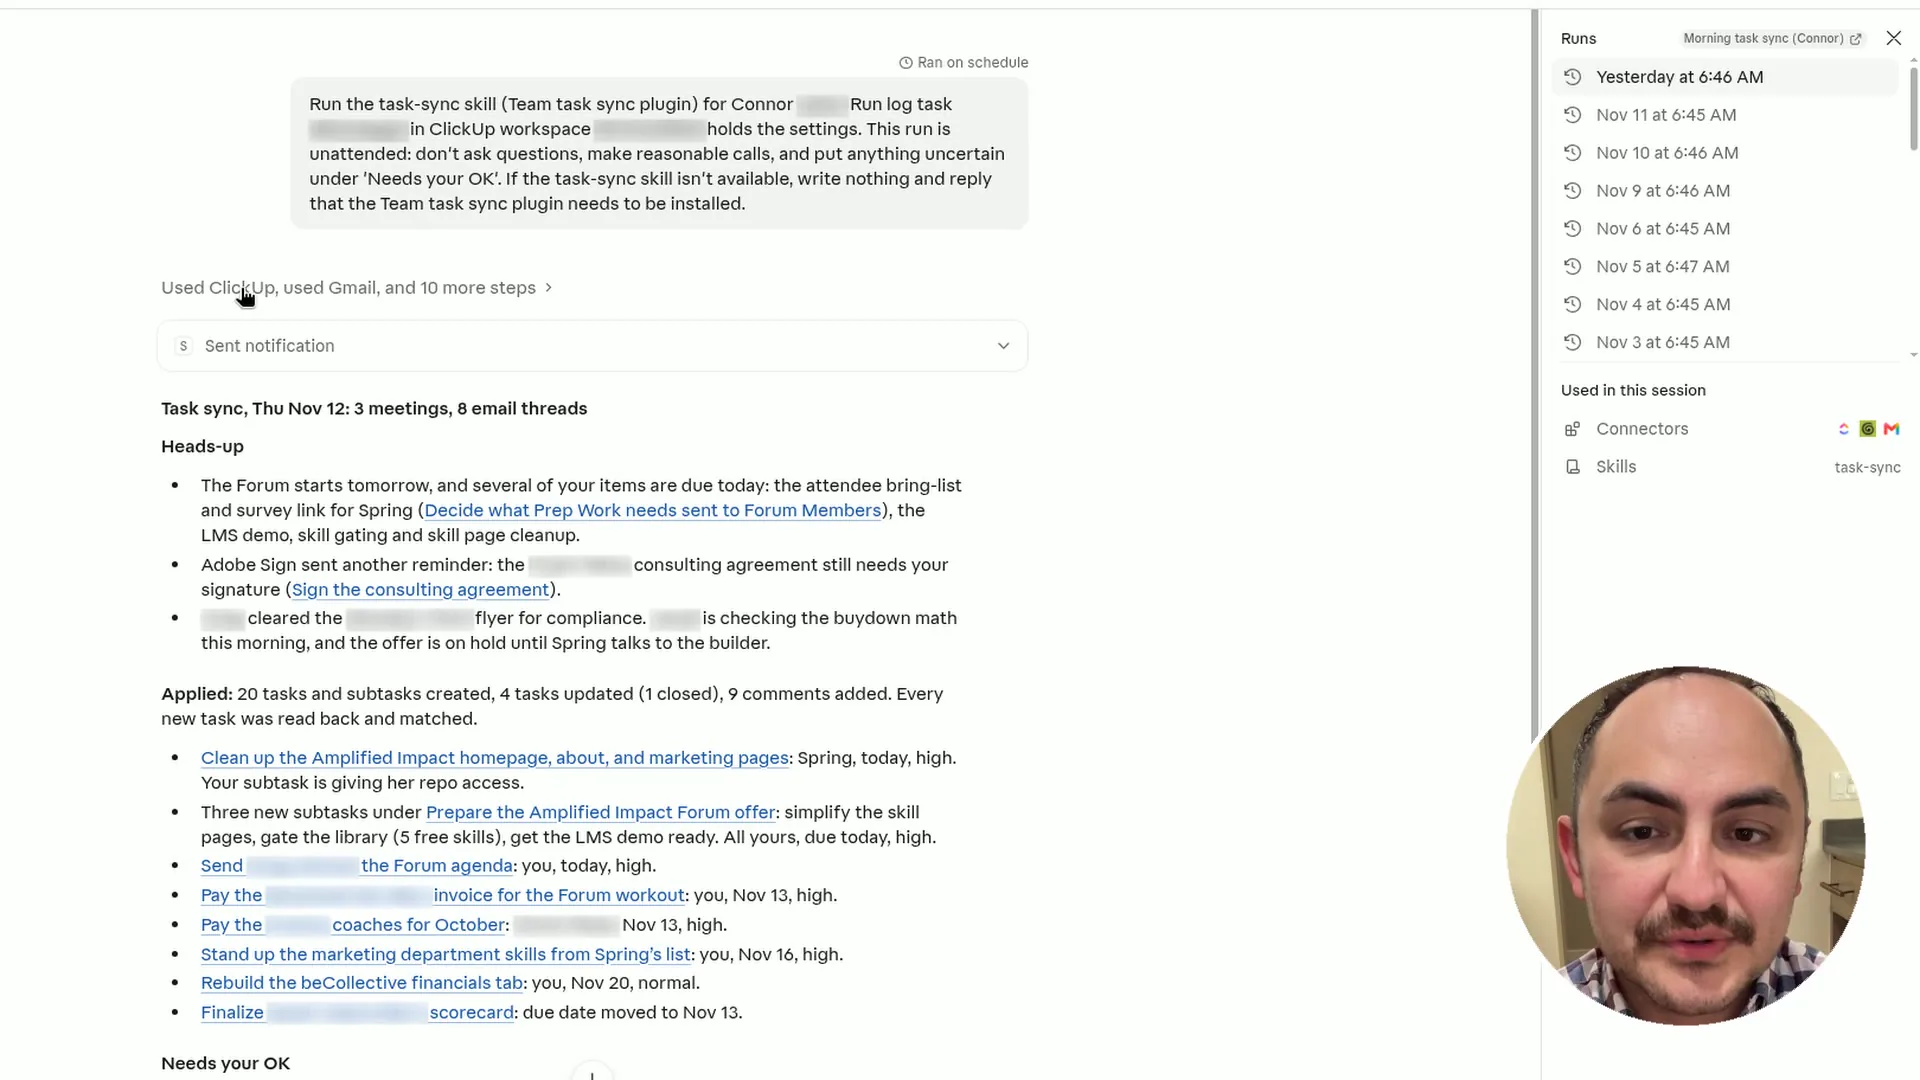 Ran on schedule
Run the task-sync skill (Team task sync plugin) for Connor Run log task
in ClickUp workspace holds the settings. This run is
unattended: don't ask questions, make reasonable calls, and put anything uncertain
under 'Needs your OK'. If the task-sync skill isn't available, write nothing and reply
that the Team task sync plugin needs to be installed.
Used ClickUp, used Gmail, and 10 more steps
S Sent notification
Task sync, Thu Nov 12: 3 meetings, 8 email threads
Heads-up
• The Forum starts tomorrow, and several of your items are due today: the attendee bring-list
and survey link for Spring (Decide what Prep Work needs sent to Forum Members), the
LMS demo, skill gating and skill page cleanup.
• Adobe Sign sent another reminder: the consulting agreement still needs your
signature (Sign the consulting agreement).
• cleared the flyer for compliance. is checking the buydown math
this morning, and the offer is on hold until Spring talks to the builder.
Applied: 20 tasks and subtasks created, 4 tasks updated (1 closed), 9 comments added. Every
new task was read back and matched.
• Clean up the Amplified Impact homepage, about, and marketing pages: Spring, today, high.
Your subtask is giving her repo access.
• Three new subtasks under Prepare the Amplified Impact Forum offer: simplify the skill
pages, gate the library (5 free skills), get the LMS demo ready. All yours, due today, high.
• Send the Forum agenda: you, today, high.
• Pay the invoice for the Forum workout: you, Nov 13, high.
• Pay the coaches for October: Nov 13, high.
• Stand up the marketing department skills from Spring's list: you, Nov 16, high.
• Rebuild the beCollective financials tab: you, Nov 20, normal.
• Finalize scorecard: due date moved to Nov 13.
Needs your OK
Runs
Morning task sync (Connor)
Yesterday at 6:46 AM
Nov 11 at 6:45 AM
Nov 10 at 6:46 AM
Nov 9 at 6:46 AM
Nov 6 at 6:45 AM
Nov 5 at 6:47 AM
Nov 4 at 6:45 AM
Nov 3 at 6:45 AM
Used in this session
Connectors
Skills task-sync